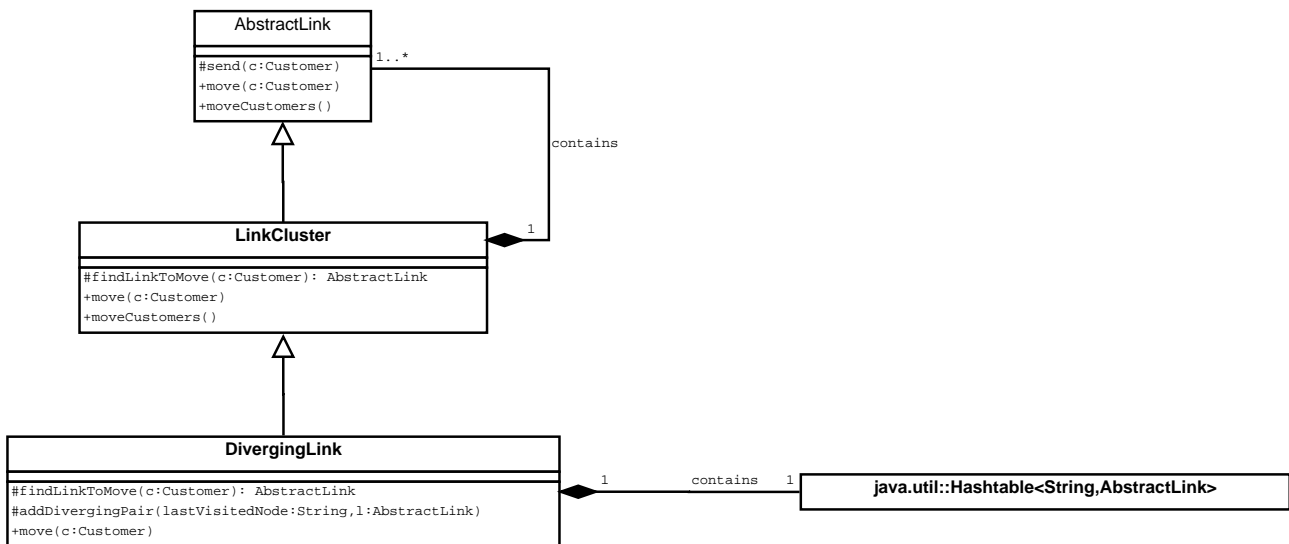 AbstractLink
#send(c:Customer)
+move(c:Customer)
+moveCustomers()
1..*
contains
LinkCluster
1
#findLinkToMove(c:Customer): AbstractLink
+move(c:Customer)
+moveCustomers()
DivergingLink
#findLinkToMove(c:Customer): AbstractLink
#addDivergingPair(lastVisitedNode:String,l:AbstractLink)
+move(c:Customer)
1 contains 1
java.util::Hashtable<String,AbstractLink>